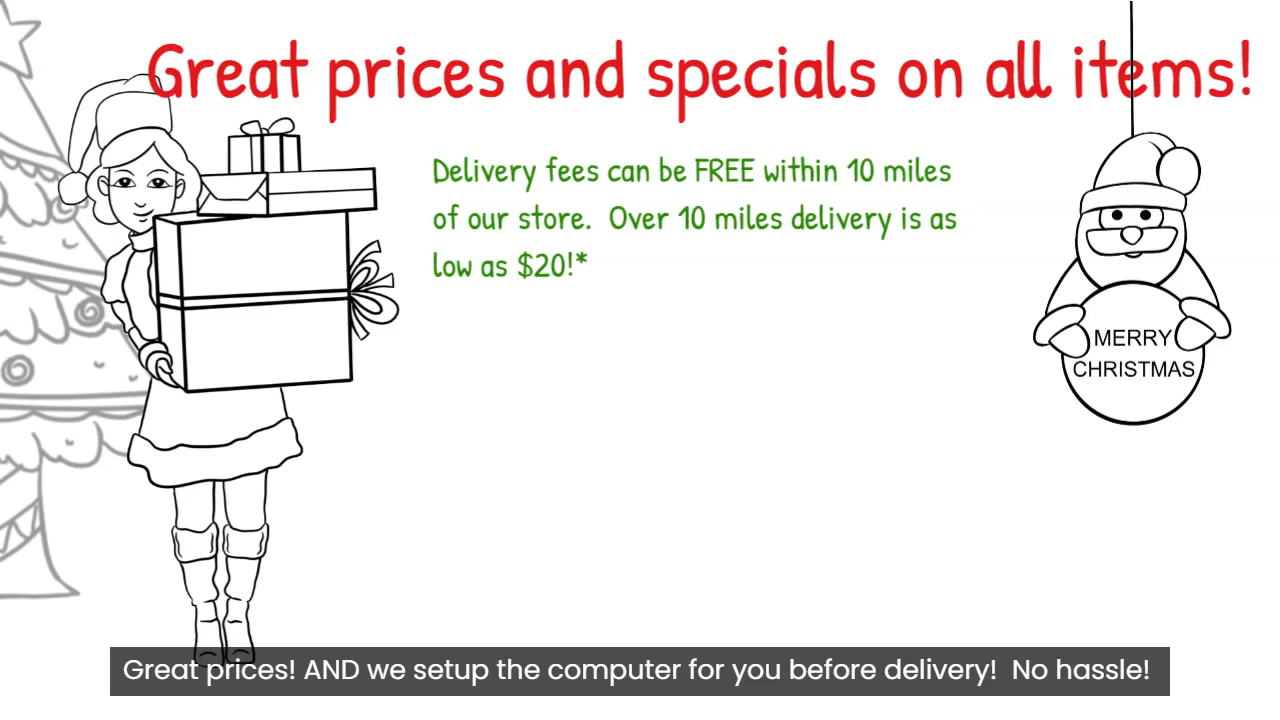 Great prices and specials on all items!
Delivery fees can be FREE within 10 miles
of our store.  Over 10 miles delivery is as
low as $20!*
MERRY
CHRISTMAS
Great prices! AND we setup the computer for you before delivery!  No hassle!